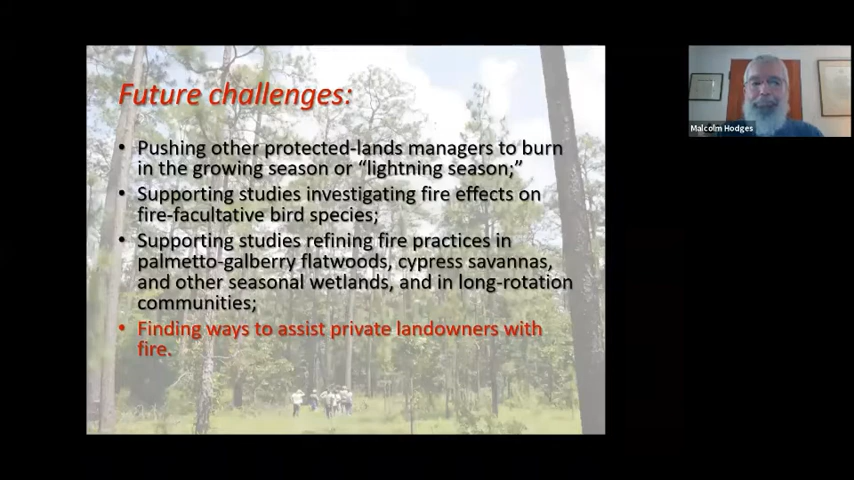 Future challenges:
• Pushing other protected-lands managers to burn
in the growing season or “lightning season;”
• Supporting studies investigating fire effects on
fire-facultative bird species;
• Supporting studies refining fire practices in
palmetto-galberry flatwoods, cypress savannas,
and other seasonal wetlands, and in long-rotation
communities;
• Finding ways to assist private landowners with
fire.
Malcolm Hodges